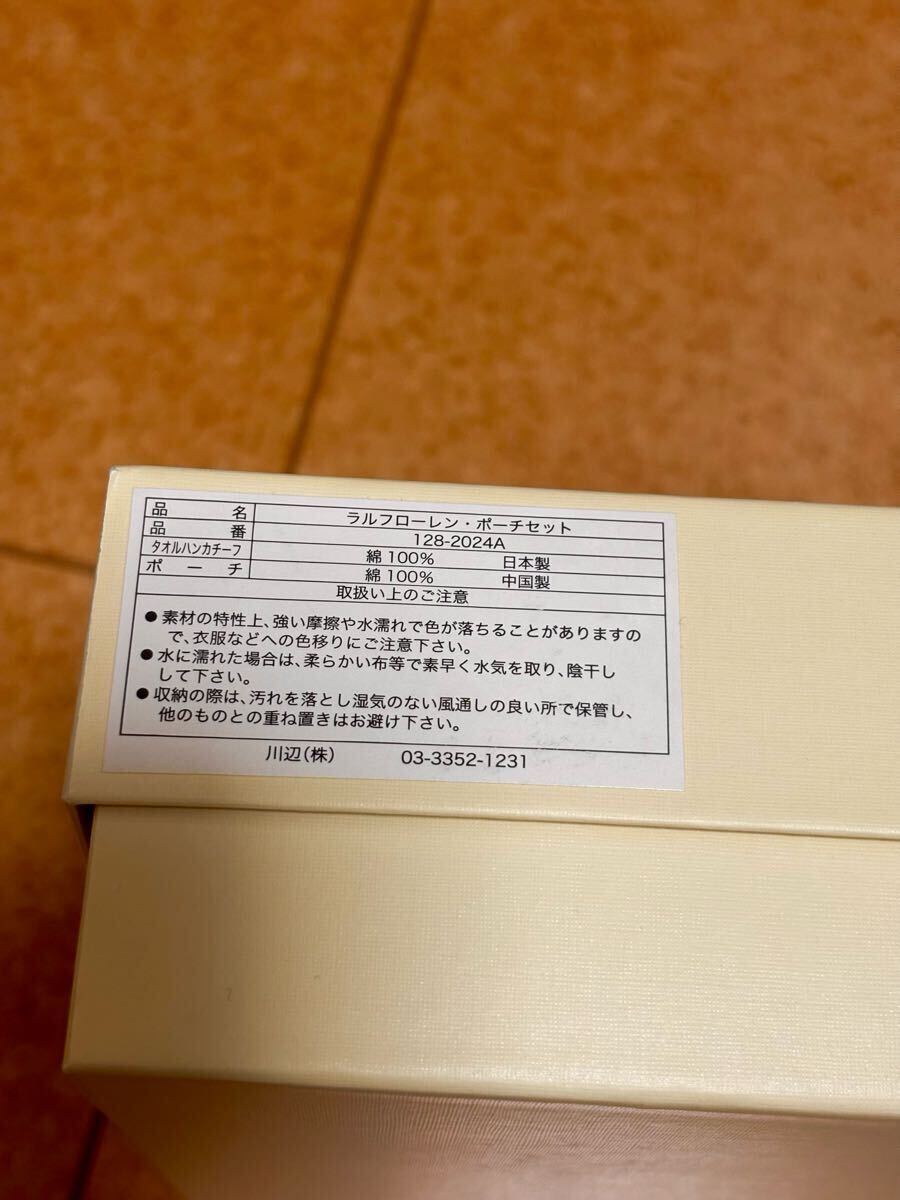 品名 ラルフローレン・ポーチセット
品番 128-2024A
タオルハンカチーフ 綿100% 日本製
ポーチ 綿100% 中国製
取扱い上のご注意
●素材の特性上、強い摩擦や水濡れで色が落ちることがありますの
で、衣服などへの色移りにご注意下さい。
●水に濡れた場合は、柔らかい布等で素早く水気を取り、陰干し
して下さい。
●収納の際は、汚れを落とし湿気のない風通しの良い所で保管し、
他のものとの重ね置きはお避け下さい。
川辺(株) 03-3352-1231